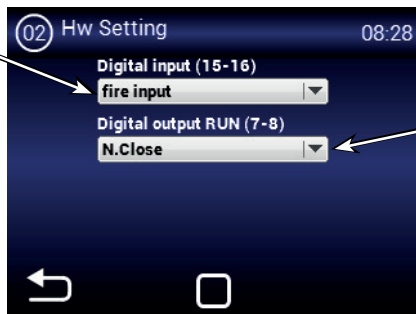 02 Hw Setting 08:28
Digital input (15-16)
fire input
Digital output RUN (7-8)
N.Close